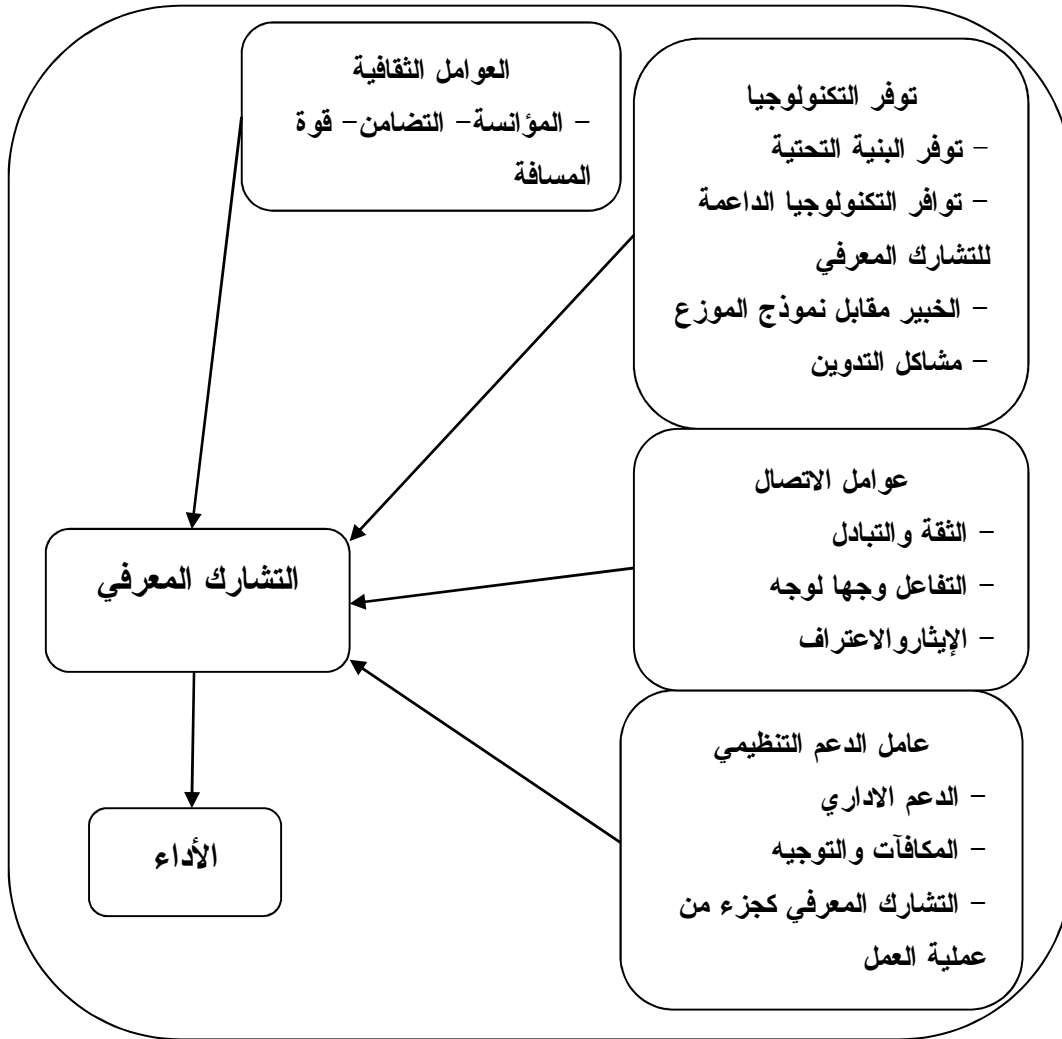 العوامل الثقافية
- المؤانسة- التضامن- قوة
المسافة
توفر التكنولوجيا
- توفر البنية التحتية
- توافر التكنولوجيا الداعمة
للتشارك المعرفي
- الخبير مقابل نموذج الموزع
- مشاكل التدوين
عوامل الاتصال
- الثقة والتبادل
- التفاعل وجها لوجه
- الإيثاروالاعتراف
عامل الدعم التنظيمي
- الدعم الاداري
- المكافآت والتوجيه
- التشارك المعرفي كجزء من
عملية العمل
التشارك المعرفي
الأداء